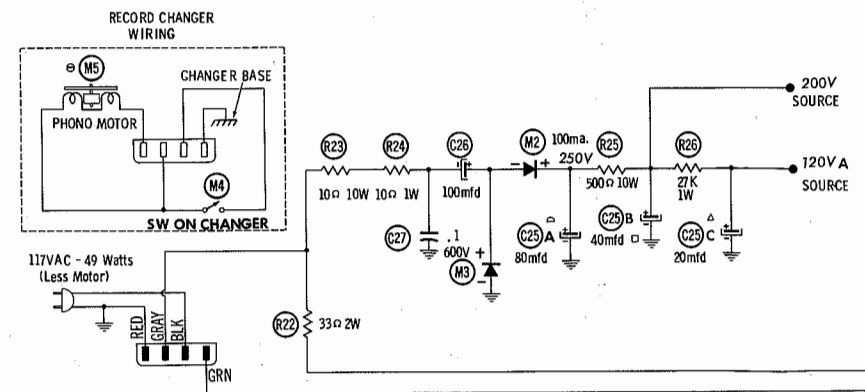 RECORD CHANGER
WIRING
⊖ M5
CHANGER BASE
PHONO MOTOR
M4
SW ON CHANGER
117VAC - 49 Watts
(Less Motor)
RED
GRAY
BLK
GRN
R22
33Ω 2W
R23
10Ω 10W
R24
10Ω 1W
C26
100mfd
C27
.1
600V
M3
+
-
M2
- +
100ma.
250V
C25 A
80mfd
R25
500Ω 10W
C25 B
40mfd □
R26
27K
1W
C25 C △
20mfd
200V
SOURCE
120V A
SOURCE